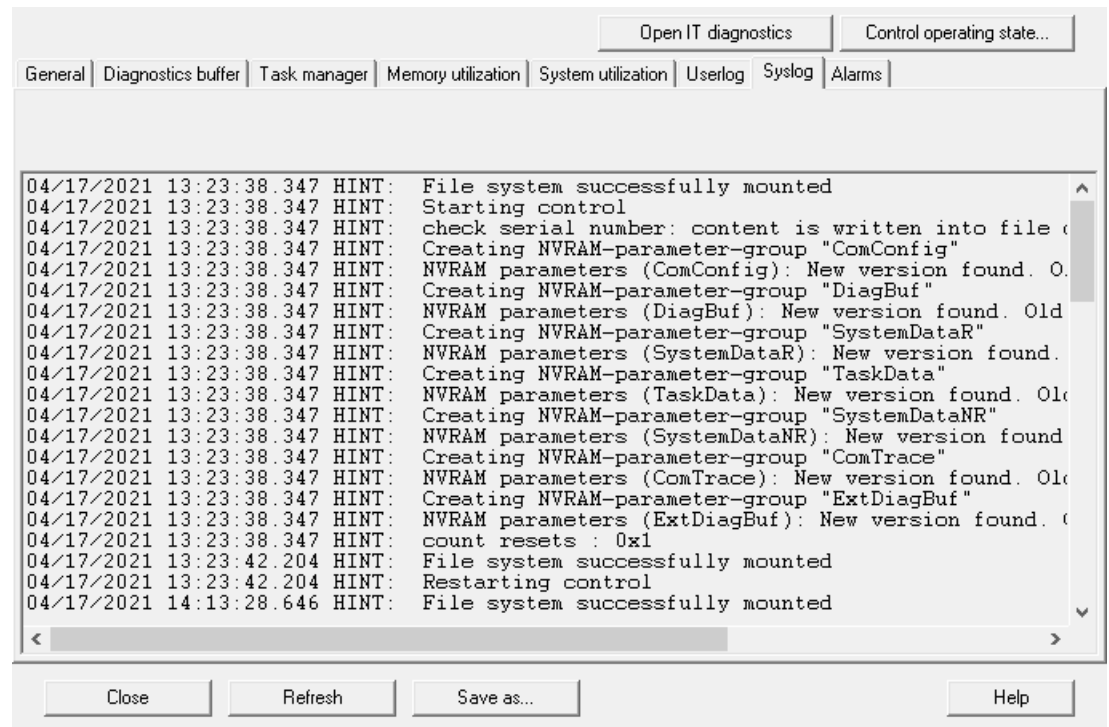 Open IT diagnostics Control operating state...
General Diagnostics buffer Task manager Memory utilization System utilization Userlog Syslog Alarms
04/17/2021 13:23:38.347 HINT: File system successfully mounted
04/17/2021 13:23:38.347 HINT: Starting control
04/17/2021 13:23:38.347 HINT: check serial number: content is written into file
04/17/2021 13:23:38.347 HINT: Creating NVRAM-parameter-group "ComConfig"
04/17/2021 13:23:38.347 HINT: NVRAM parameters (ComConfig): New version found. O.
04/17/2021 13:23:38.347 HINT: Creating NVRAM-parameter-group "DiagBuf"
04/17/2021 13:23:38.347 HINT: NVRAM parameters (DiagBuf): New version found. Old
04/17/2021 13:23:38.347 HINT: Creating NVRAM-parameter-group "SystemDataR"
04/17/2021 13:23:38.347 HINT: NVRAM parameters (SystemDataR): New version found.
04/17/2021 13:23:38.347 HINT: Creating NVRAM-parameter-group "TaskData"
04/17/2021 13:23:38.347 HINT: NVRAM parameters (TaskData): New version found.
04/17/2021 13:23:38.347 HINT: Creating NVRAM-parameter-group "SystemDataNR"
04/17/2021 13:23:38.347 HINT: NVRAM parameters (SystemDataNR): New version found
04/17/2021 13:23:38.347 HINT: Creating NVRAM-parameter-group "ComTrace"
04/17/2021 13:23:38.347 HINT: NVRAM parameters (ComTrace): New version found.
04/17/2021 13:23:38.347 HINT: Creating NVRAM-parameter-group "ExtDiagBuf"
04/17/2021 13:23:38.347 HINT: NVRAM parameters (ExtDiagBuf): New version found.
04/17/2021 13:23:38.347 HINT: count resets : 0x1
04/17/2021 13:23:42.204 HINT: File system successfully mounted
04/17/2021 13:23:42.204 HINT: Restarting control
04/17/2021 14:13:28.646 HINT: File system successfully mounted
Close Refresh Save as... Help